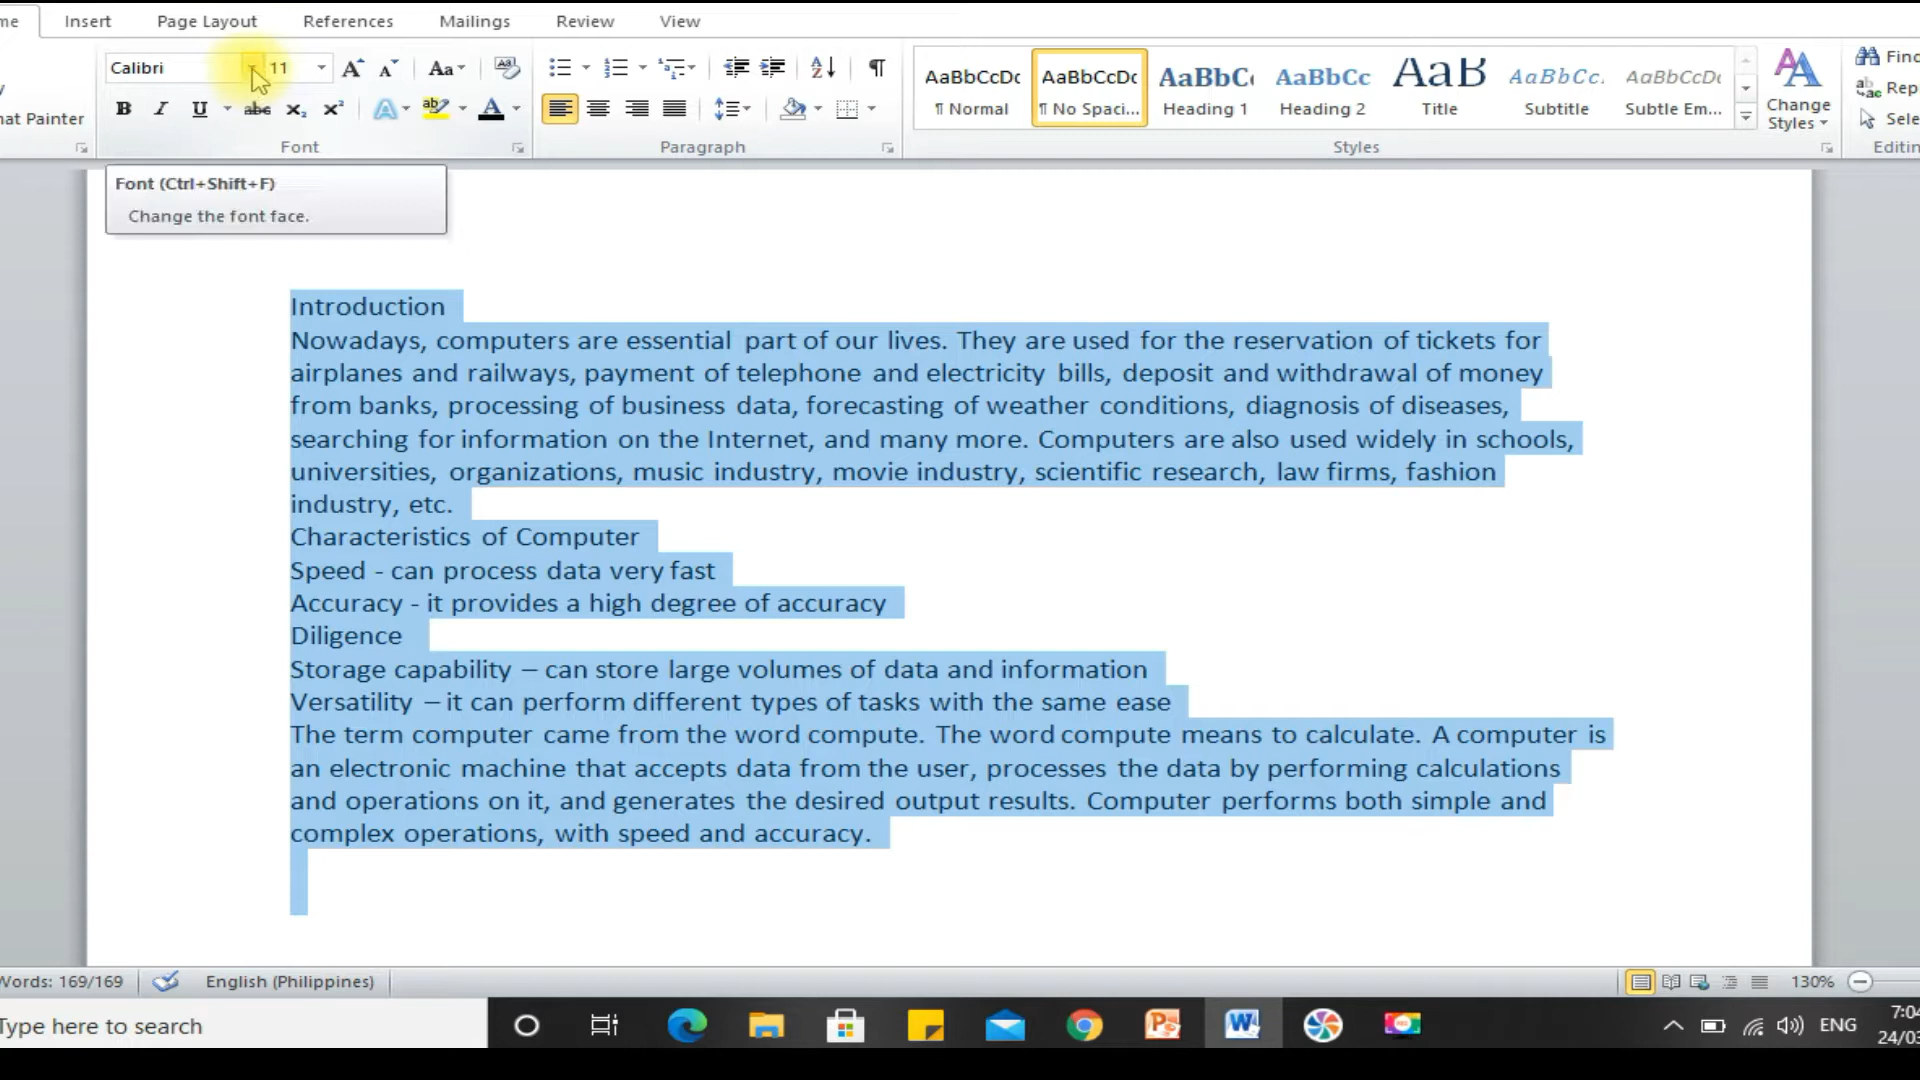 me Insert Page Layout References Mailings Review View
Calibri 11 Aa
AaBbCcDc AaBbCcDc AaBbC AaBbCc AaB AaBbCc. AaBbCcDc Find
¶ Normal ¶ No Spaci... Heading 1 Heading 2 Title Subtitle Subtle Em... Change Styles Rep
B I U abc x₂ x² A ab A
y
nat Painter Sele
Font Paragraph Styles Editin
Font (Ctrl+Shift+F)
Change the font face.
Introduction
Nowadays, computers are essential part of our lives. They are used for the reservation of tickets for
airplanes and railways, payment of telephone and electricity bills, deposit and withdrawal of money
from banks, processing of business data, forecasting of weather conditions, diagnosis of diseases,
searching for information on the Internet, and many more. Computers are also used widely in schools,
universities, organizations, music industry, movie industry, scientific research, law firms, fashion
industry, etc.
Characteristics of Computer
Speed - can process data very fast
Accuracy - it provides a high degree of accuracy
Diligence
Storage capability – can store large volumes of data and information
Versatility – it can perform different types of tasks with the same ease
The term computer came from the word compute. The word compute means to calculate. A computer is
an electronic machine that accepts data from the user, processes the data by performing calculations
and operations on it, and generates the desired output results. Computer performs both simple and
complex operations, with speed and accuracy.
Words: 169/169 English (Philippines) 130%
Type here to search ENG 7:04
24/03